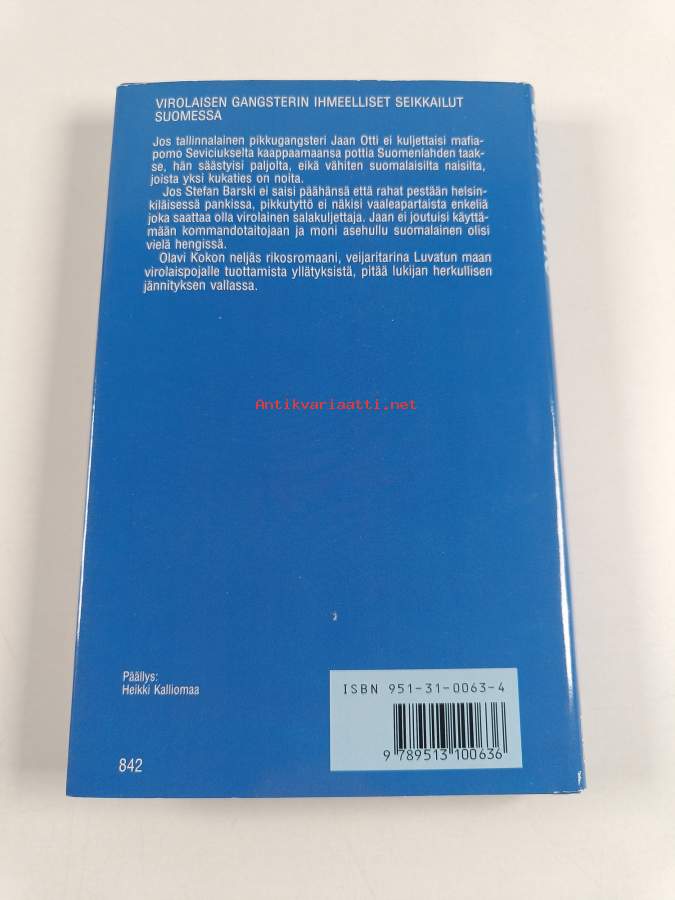 VIROLAISEN GANGSTERIN IHMEELLISET SEIKKAILUT
SUOMESSA
Jos tallinnalainen pikkugangsteri Jaan Otti ei kuljettaisi mafia-
pomo Seviciukselta kaappaamaansa pottia Suomenlahden taak-
se, hän säästyisi paljolta, eikä vähiten suomalaisilta naisilta,
joista yksi kukaties on noita.
Jos Stefan Barski ei saisi päähänsä että rahat pestään helsin-
kiläisessä pankissa, pikkutyttö ei näkisi vaaleapartaista enkeliä
joka saattaa olla virolainen salakuljettaja. Jaan ei joutuisi käyttä-
mään kommandotaitojaan ja moni asehullu suomalainen olisi
vielä hengissä.
Olavi Kokon neljäs rikosromaani, veijaritarina Luvatun maan
virolaispojalle tuottamista yllätyksistä, pitää lukijan herkullisen
jännityksen vallassa.
Antikvariaatti.net
Päällys:
Heikki Kalliomaa
ISBN 951-31-0063-4
9 789513 100636
842